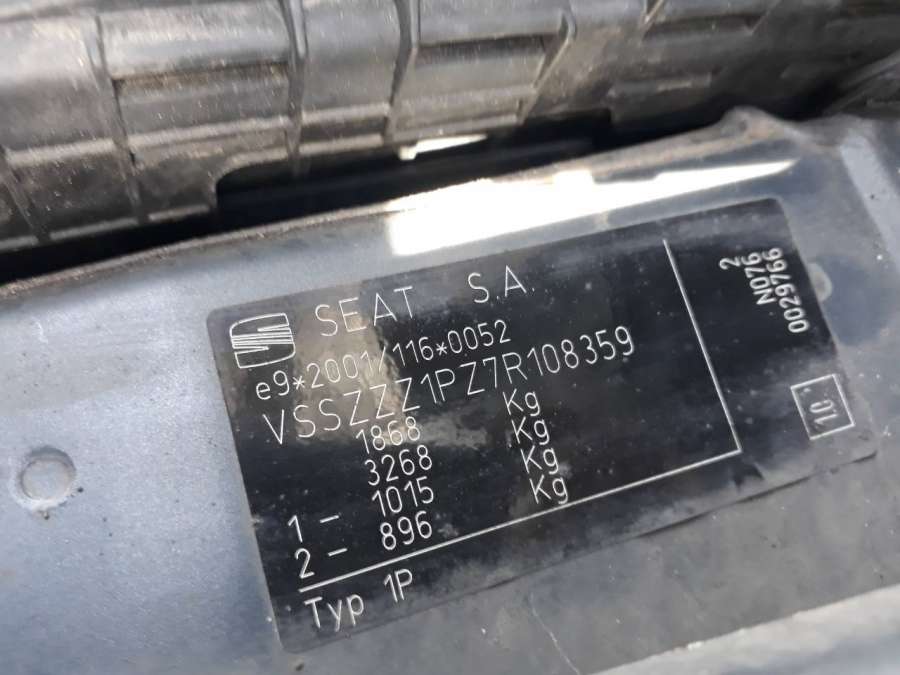 SEAT S.A.
e9*2001/116*0052
VSSZZZ1PZ7R108359
1868 Kg
3268 Kg
1 - 1015 Kg
2 - 896 Kg
Typ 1P
2
N076
0029766
10